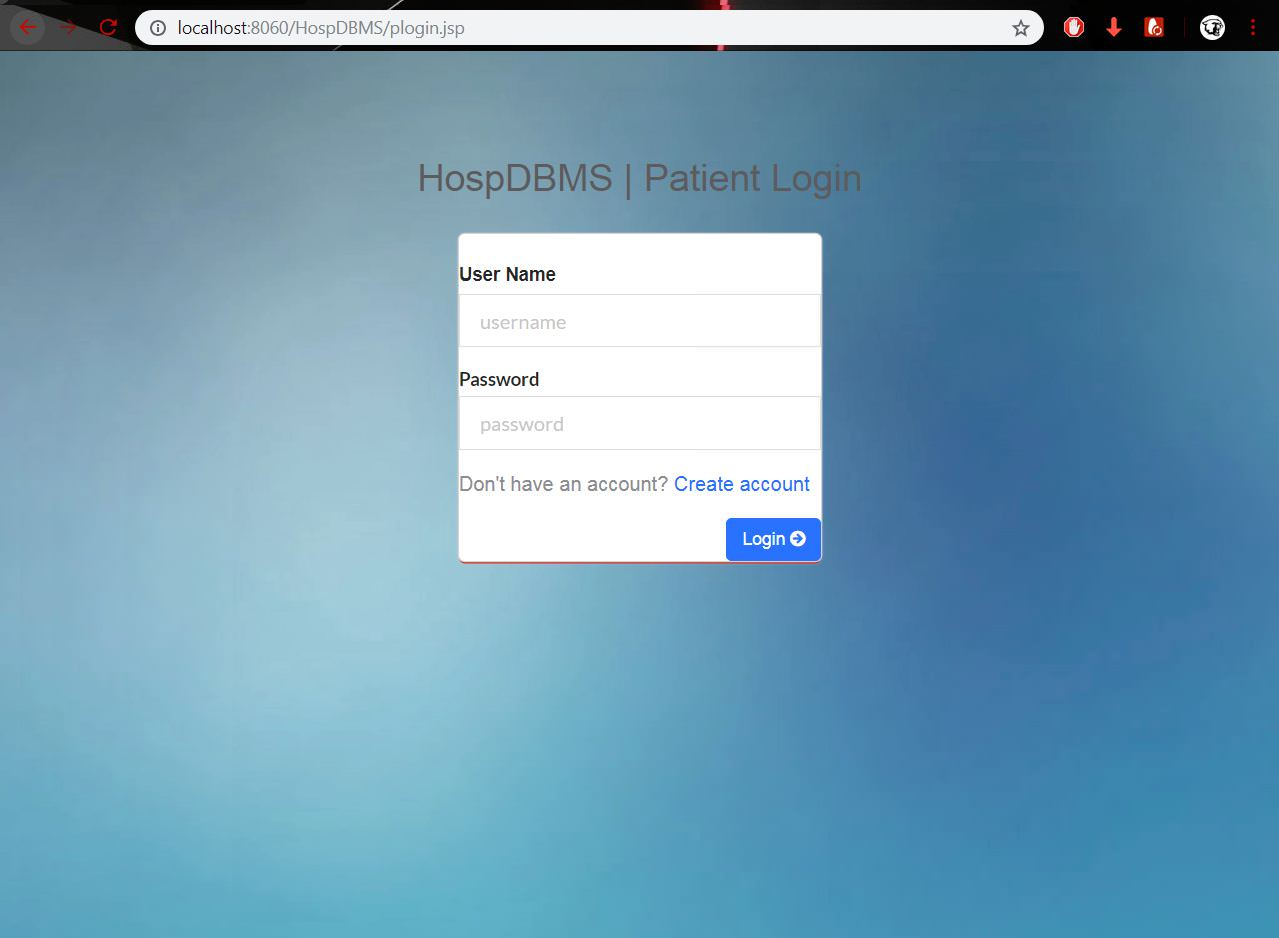 localhost:8060/HospDBMS/plogin.jsp
HospDBMS | Patient Login
User Name
username
Password
password
Don't have an account? Create account
Login